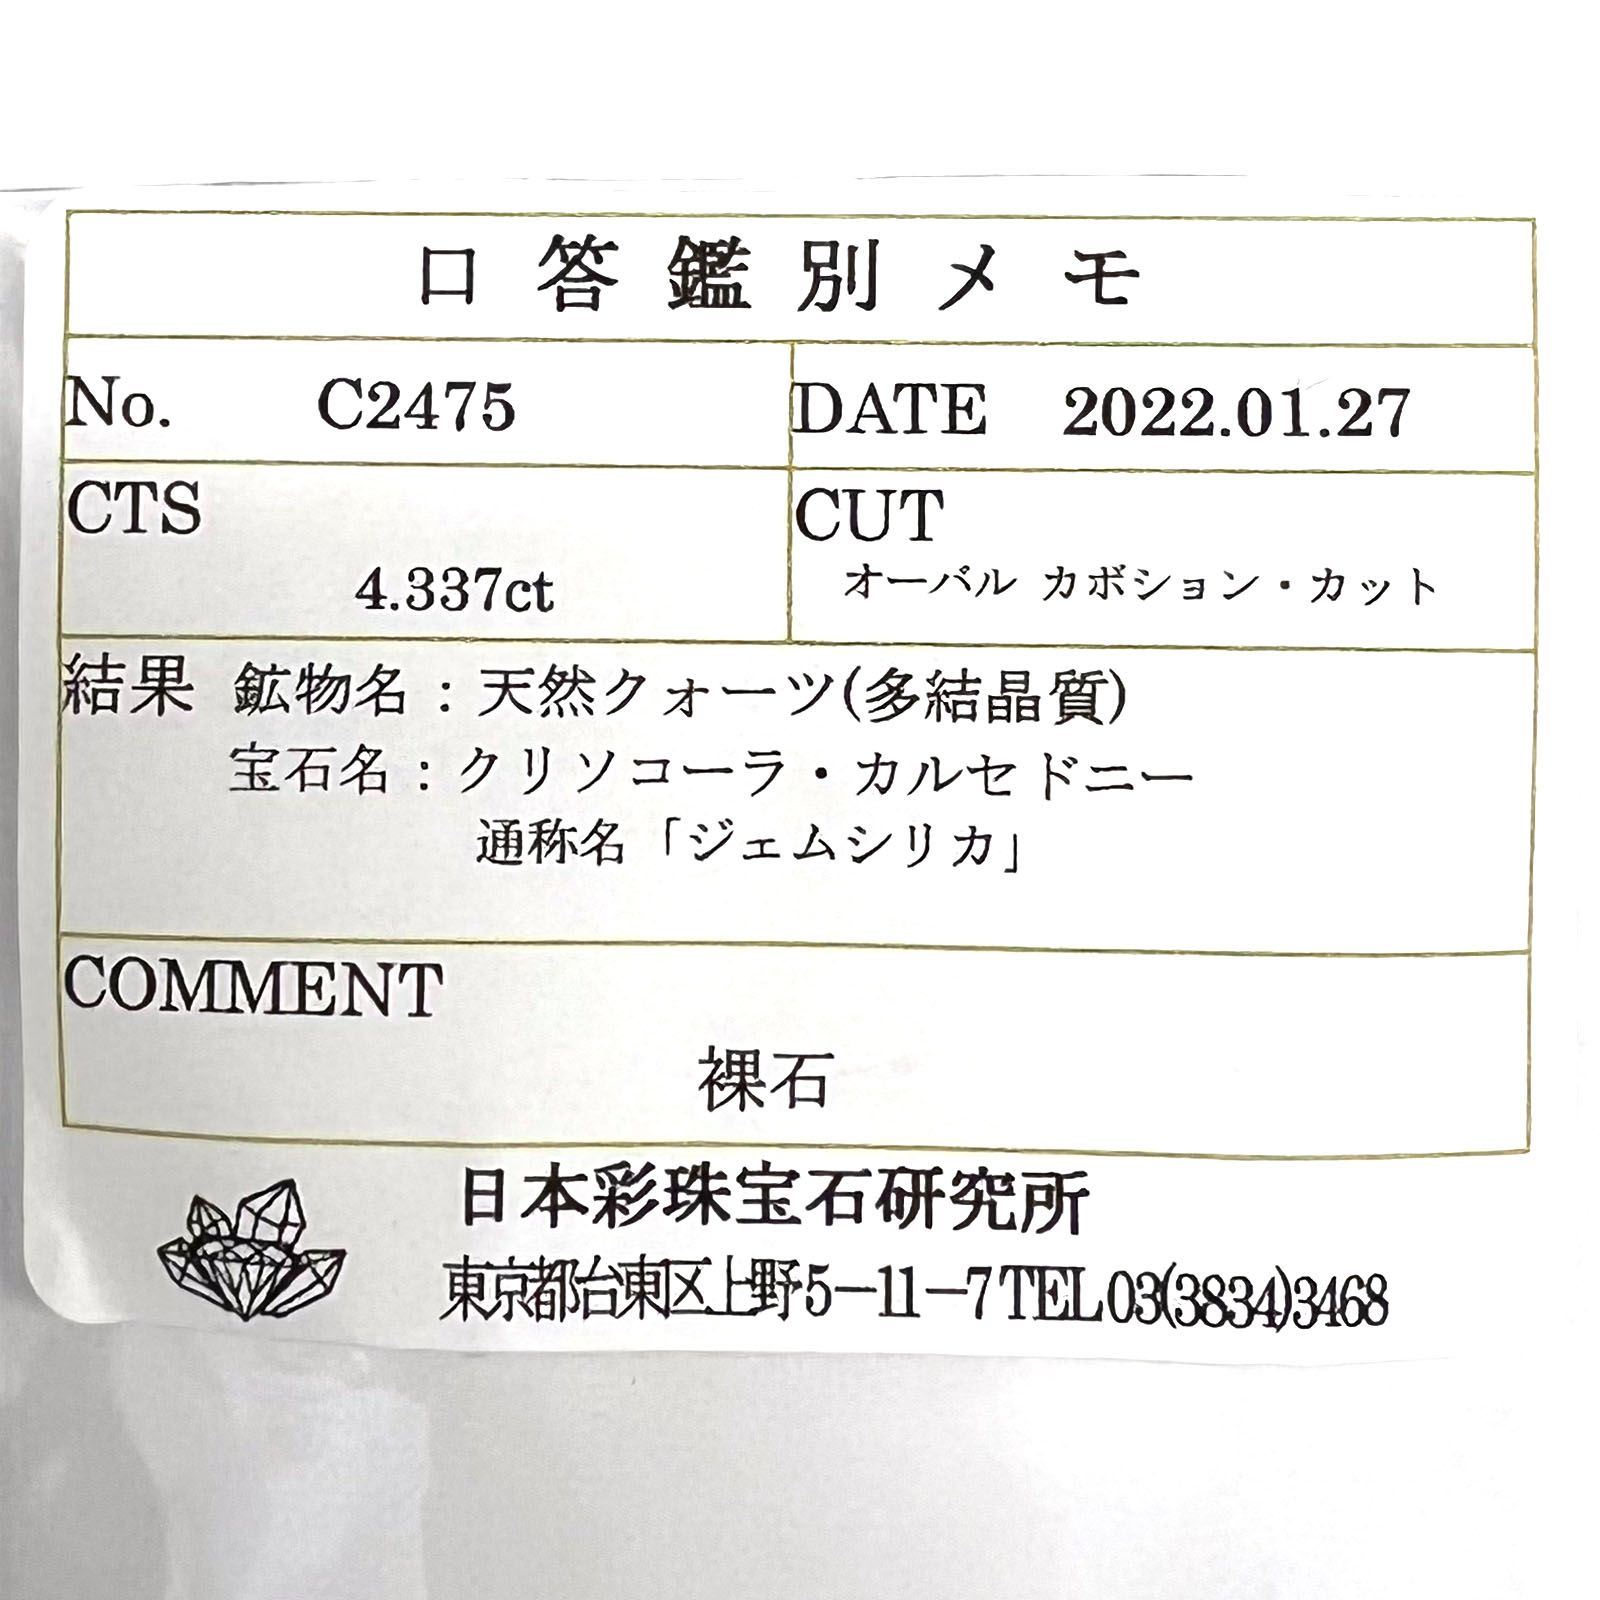 口答鑑別メモ
No. C2475 DATE 2022.01.27
CTS CUT
4.337ct オーバル カボション・カット
結果 鉱物名：天然クォーツ(多結晶質)
宝石名：クリソコーラ・カルセドニー
通称名「ジェムシリカ」
COMMENT
裸石
日本彩珠宝石研究所
東京都台東区上野5−11−7 TEL 03(3834)3468